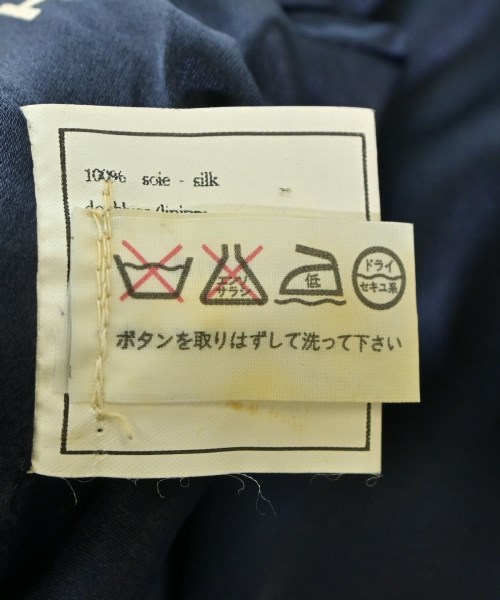 100% soie - silk
エンソ
サラシ
低
ドライ
セキユ系
ボタンを取りはずして洗って下さい